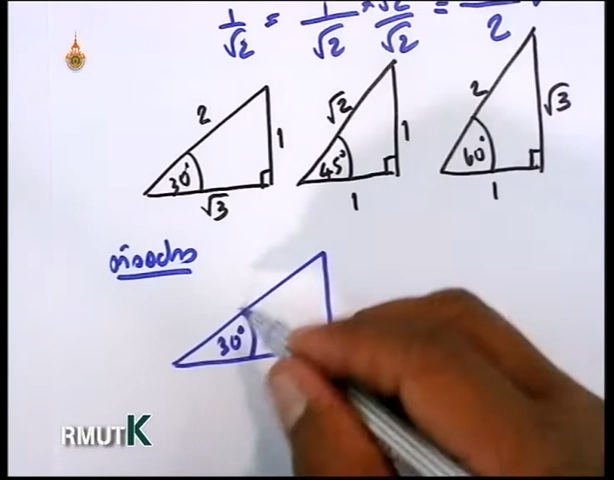 1/√2 = 1/√2 × √2/√2 = /2
2 √2 2 √3
1 1
30° 45° 60°
√3 1 1
ตัวอย่าง
30°
RMUTK